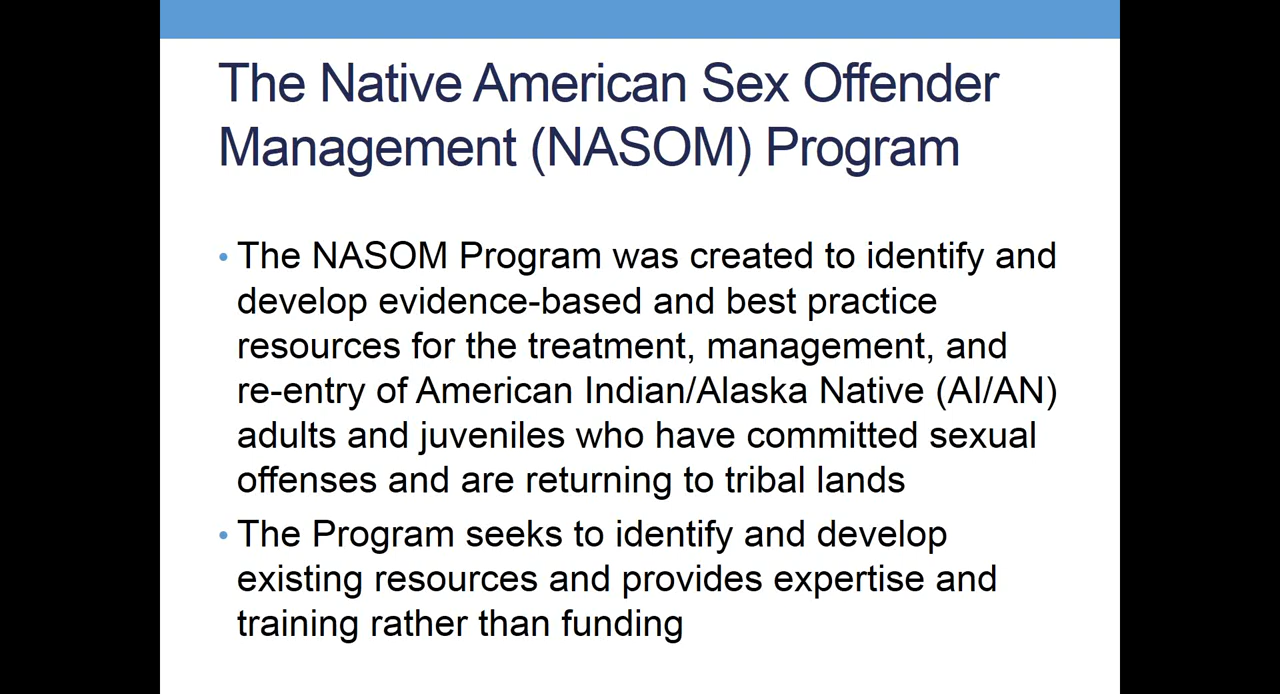 The Native American Sex Offender
Management (NASOM) Program
• The NASOM Program was created to identify and
develop evidence-based and best practice
resources for the treatment, management, and
re-entry of American Indian/Alaska Native (AI/AN)
adults and juveniles who have committed sexual
offenses and are returning to tribal lands
• The Program seeks to identify and develop
existing resources and provides expertise and
training rather than funding